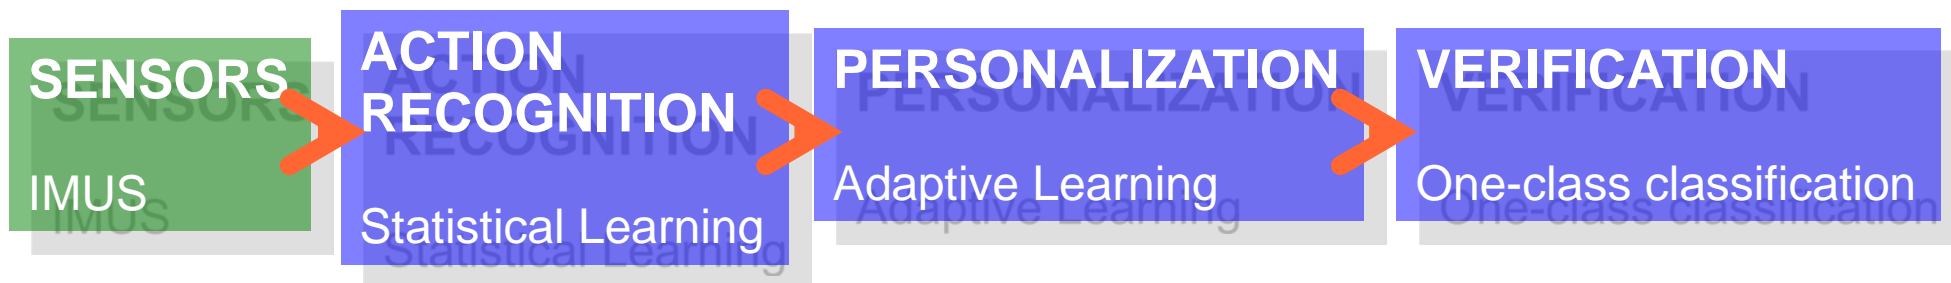 SENSORS
IMUS
ACTION
RECOGNITION
Statistical Learning
PERSONALIZATION
Adaptive Learning
VERIFICATION
One-class classification